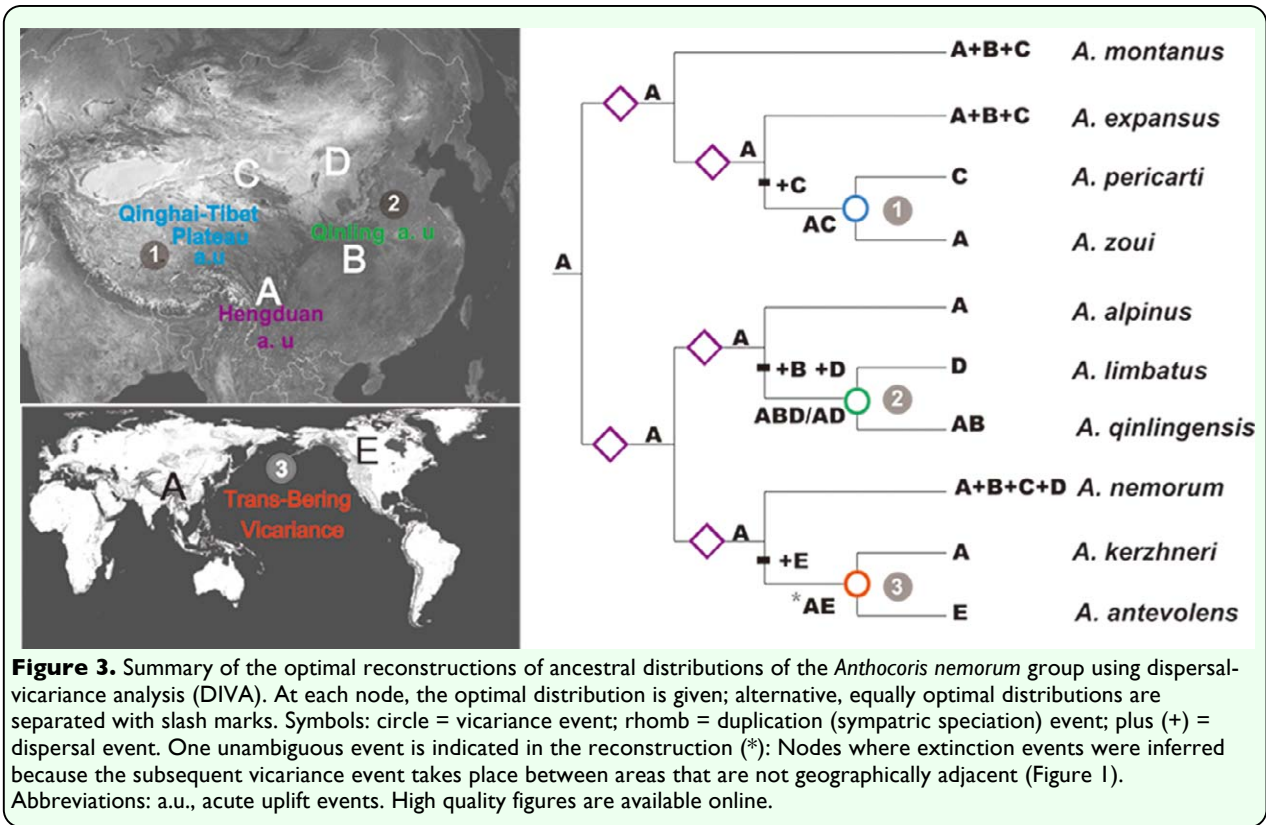 C
D
2
Qinghai-Tibet
Plateau
a.u
1
Qinling a. u
B
A
Hengduan
a. u
E
3
A
Trans-Bering
Vicariance
A+B+C A. montanus
A
A+B+C A. expansus
A
+C
C A. pericarti
AC
1
A A. zoui
A
A A. alpinus
A
+B +D
D A. limbatus
ABD/AD
2
AB A. qinlingensis
A
A+B+C+D A. nemorum
A
+E
A A. kerzhneri
*AE
3
E A. antevolens
Figure 3. Summary of the optimal reconstructions of ancestral distributions of the Anthocoris nemorum group using dispersal-
vicariance analysis (DIVA). At each node, the optimal distribution is given; alternative, equally optimal distributions are
separated with slash marks. Symbols: circle = vicariance event; rhomb = duplication (sympatric speciation) event; plus (+) =
dispersal event. One unambiguous event is indicated in the reconstruction (*): Nodes where extinction events were inferred
because the subsequent vicariance event takes place between areas that are not geographically adjacent (Figure 1).
Abbreviations: a.u., acute uplift events. High quality figures are available online.